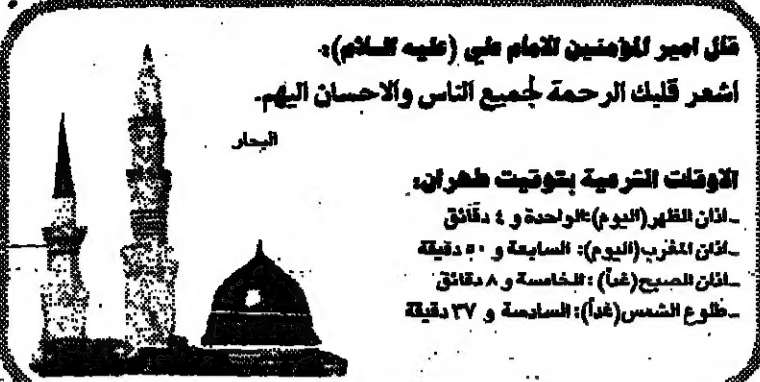 قال امير المؤمنين الامام علي (عليه السلام):
اشعر قلبك الرحمة لجميع الناس والاحسان اليهم.
البحار
الاوقات الشرعية بتوقيت طهران:
ـ اذان الظهر(اليوم): الواحدة و ٤ دقائق
ـ اذان المغرب(اليوم): السابعة و ٥٠ دقيقة
ـ اذان الصبح(غداً): الخامسة و ٨ دقائق
ـ طلوع الشمس(غداً): السادسة و ٣٧ دقيقة